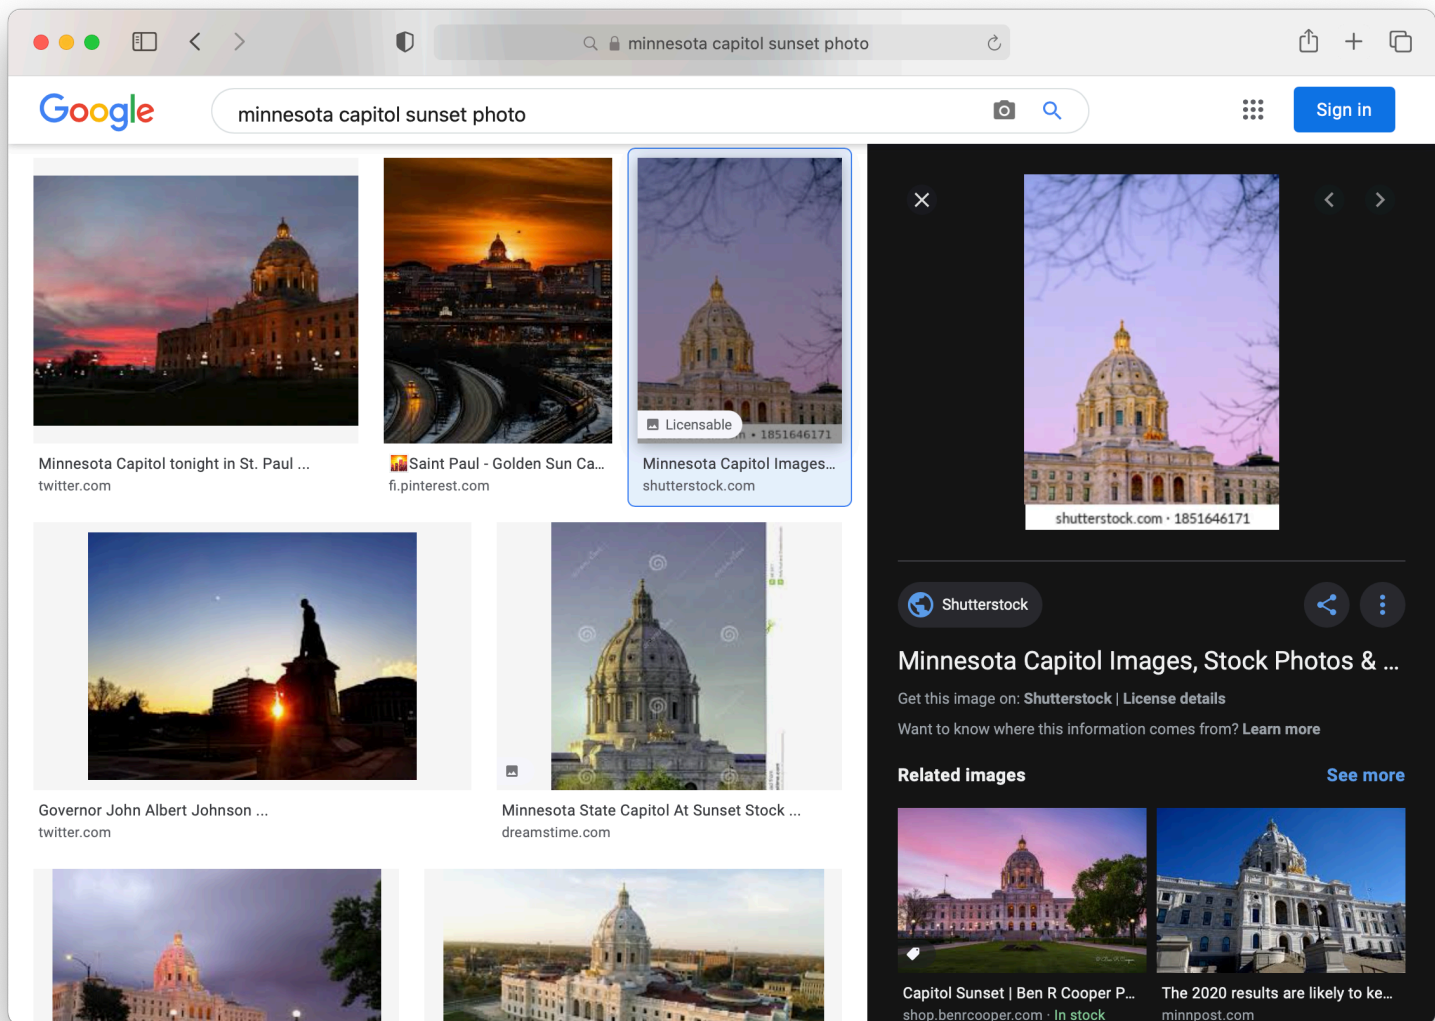 minnesota capitol sunset photo
Google
minnesota capitol sunset photo
Sign in
Licensable
1851646171
Minnesota Capitol tonight in St. Paul ...
twitter.com
Saint Paul - Golden Sun Ca...
fi.pinterest.com
Minnesota Capitol Images...
shutterstock.com
Governor John Albert Johnson ...
twitter.com
Minnesota State Capitol At Sunset Stock ...
dreamstime.com
shutterstock.com · 1851646171
Shutterstock
Minnesota Capitol Images, Stock Photos & ...
Get this image on: Shutterstock | License details
Want to know where this information comes from? Learn more
Related images
See more
Capitol Sunset | Ben R Cooper P...
shop.benrcooper.com · In stock
The 2020 results are likely to ke...
minnpost.com